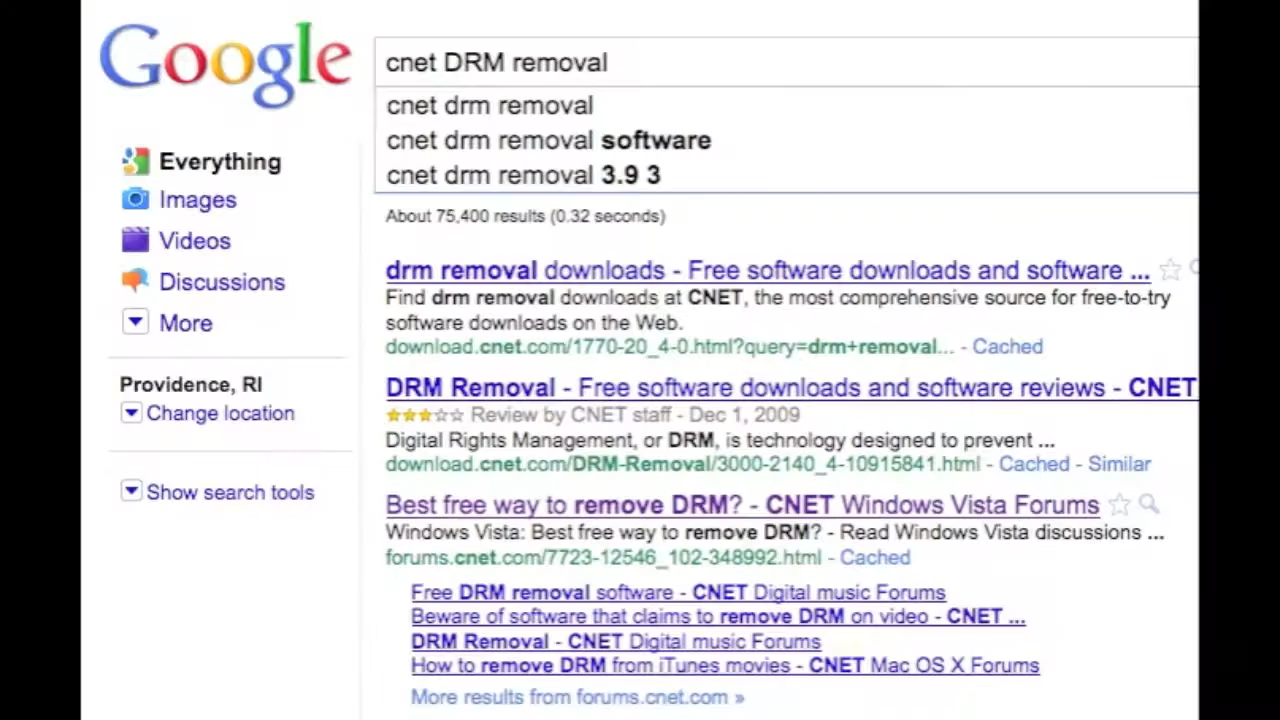 Google
cnet DRM removal
cnet drm removal
cnet drm removal software
cnet drm removal 3.9 3
Everything
Images
Videos
Discussions
More
Providence, RI
Change location
Show search tools
About 75,400 results (0.32 seconds)
drm removal downloads - Free software downloads and software ...
Find drm removal downloads at CNET, the most comprehensive source for free-to-try
software downloads on the Web.
download.cnet.com/1770-20_4-0.html?query=drm+removal... - Cached
DRM Removal - Free software downloads and software reviews - CNET
Review by CNET staff - Dec 1, 2009
Digital Rights Management, or DRM, is technology designed to prevent ...
download.cnet.com/DRM-Removal/3000-2140_4-10915841.html - Cached - Similar
Best free way to remove DRM? - CNET Windows Vista Forums
Windows Vista: Best free way to remove DRM? - Read Windows Vista discussions ...
forums.cnet.com/7723-12546_102-348992.html - Cached
Free DRM removal software - CNET Digital music Forums
Beware of software that claims to remove DRM on video - CNET ...
DRM Removal - CNET Digital music Forums
How to remove DRM from iTunes movies - CNET Mac OS X Forums
More results from forums.cnet.com »